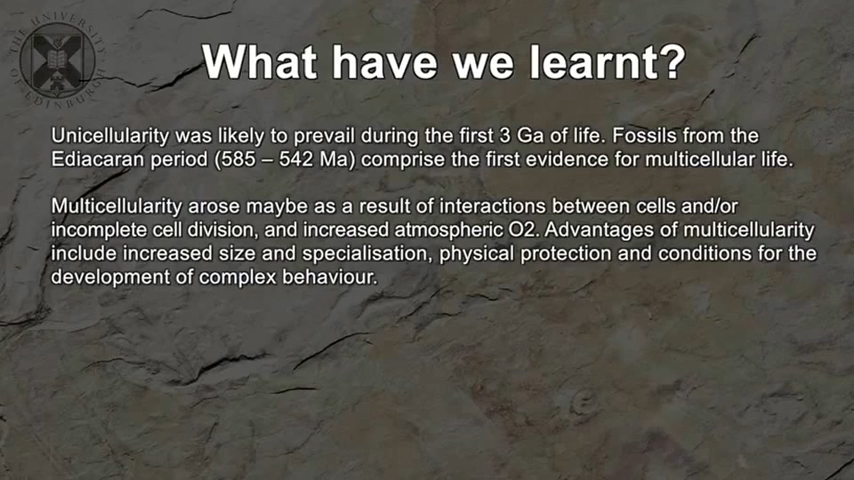 THE UNIVERSITY OF EDINBURGH
What have we learnt?
Unicellularity was likely to prevail during the first 3 Ga of life. Fossils from the
Ediacaran period (585 – 542 Ma) comprise the first evidence for multicellular life.
Multicellularity arose maybe as a result of interactions between cells and/or
incomplete cell division, and increased atmospheric O2. Advantages of multicellularity
include increased size and specialisation, physical protection and conditions for the
development of complex behaviour.